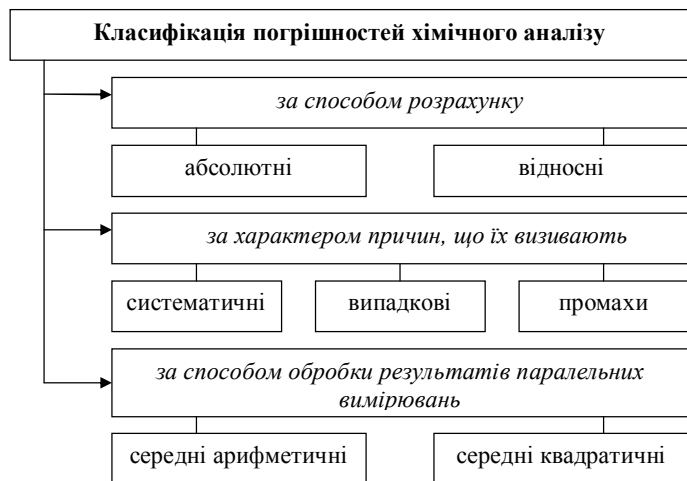 Класифікація погрішностей хімічного аналізу
за способом розрахунку
абсолютні
відносні
за характером причин, що їх визивають
систематичні
випадкові
промахи
за способом обробки результатів паралельних
вимірювань
середні арифметичні
середні квадратичні